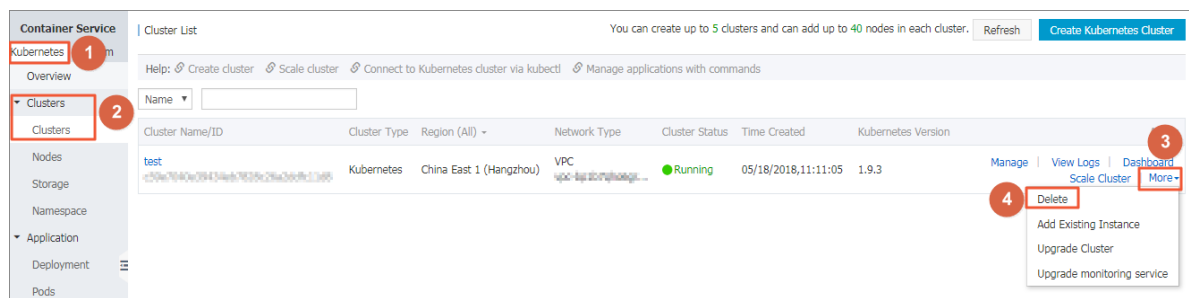 Container Service
Kubernetes 1 m
Overview
Clusters
2
Clusters
Nodes
Storage
Namespace
Application
Deployment
Pods
Cluster List
You can create up to 5 clusters and can add up to 40 nodes in each cluster. Refresh Create Kubernetes Cluster
Help: Create cluster Scale cluster Connect to Kubernetes cluster via kubectl Manage applications with commands
Name
Cluster Name/ID Cluster Type Region (All) Network Type Cluster Status Time Created Kubernetes Version
3
test Kubernetes China East 1 (Hangzhou) VPC Running 05/18/2018,11:11:05 1.9.3
Manage | View Logs | Dashboard
Scale Cluster More
4 Delete
Add Existing Instance
Upgrade Cluster
Upgrade monitoring service